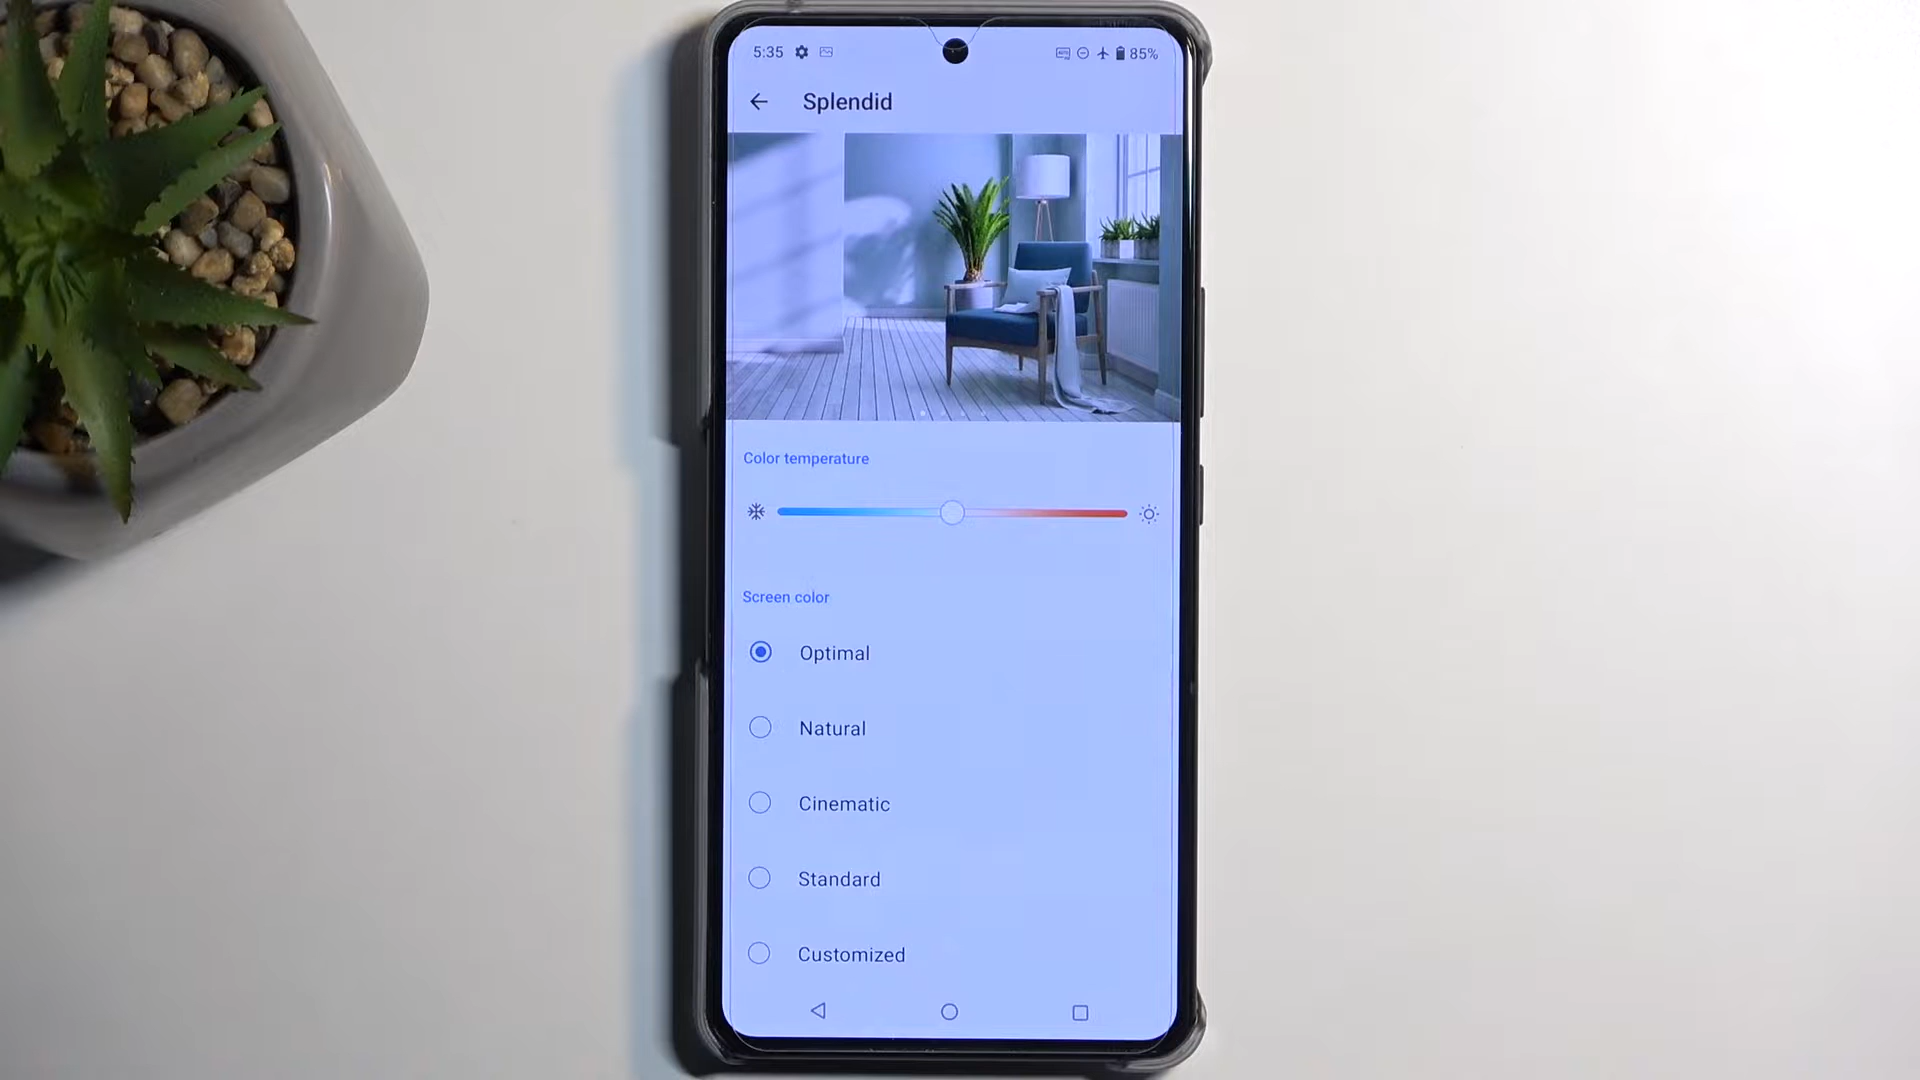 5:35 85%
Splendid
Color temperature
Screen color
Optimal
Natural
Cinematic
Standard
Customized